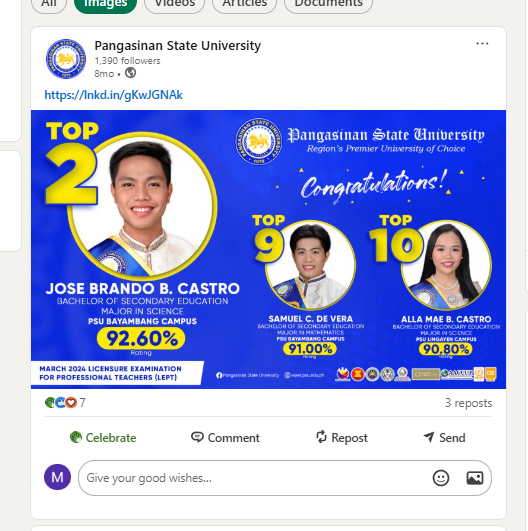 All
Images
Videos
Articles
Documents
Pangasinan State University
1,390 followers
8mo •
https://lnkd.in/gKwJGNAk
TOP
2
Pangasinan State University
Region's Premier University of Choice
Congratulations!
JOSE BRANDO B. CASTRO
BACHELOR OF SECONDARY EDUCATION
MAJOR IN SCIENCE
PSU BAYAMBANG CAMPUS
92.60%
Rating
TOP
9
SAMUEL C. DE VERA
BACHELOR OF SECONDARY EDUCATION
MAJOR IN MATHEMATICS
PSU BAYAMBANG CAMPUS
91.00%
Rating
TOP
10
ALLA MAE B. CASTRO
BACHELOR OF SECONDARY EDUCATION
MAJOR IN SCIENCE
PSU LINGAYEN CAMPUS
90.80%
Rating
MARCH 2024 LICENSURE EXAMINATION
FOR PROFESSIONAL TEACHERS (LEPT)
Pangasinan State University
www.psu.edu.ph
7
3 reposts
Celebrate
Comment
Repost
Send
M
Give your good wishes...